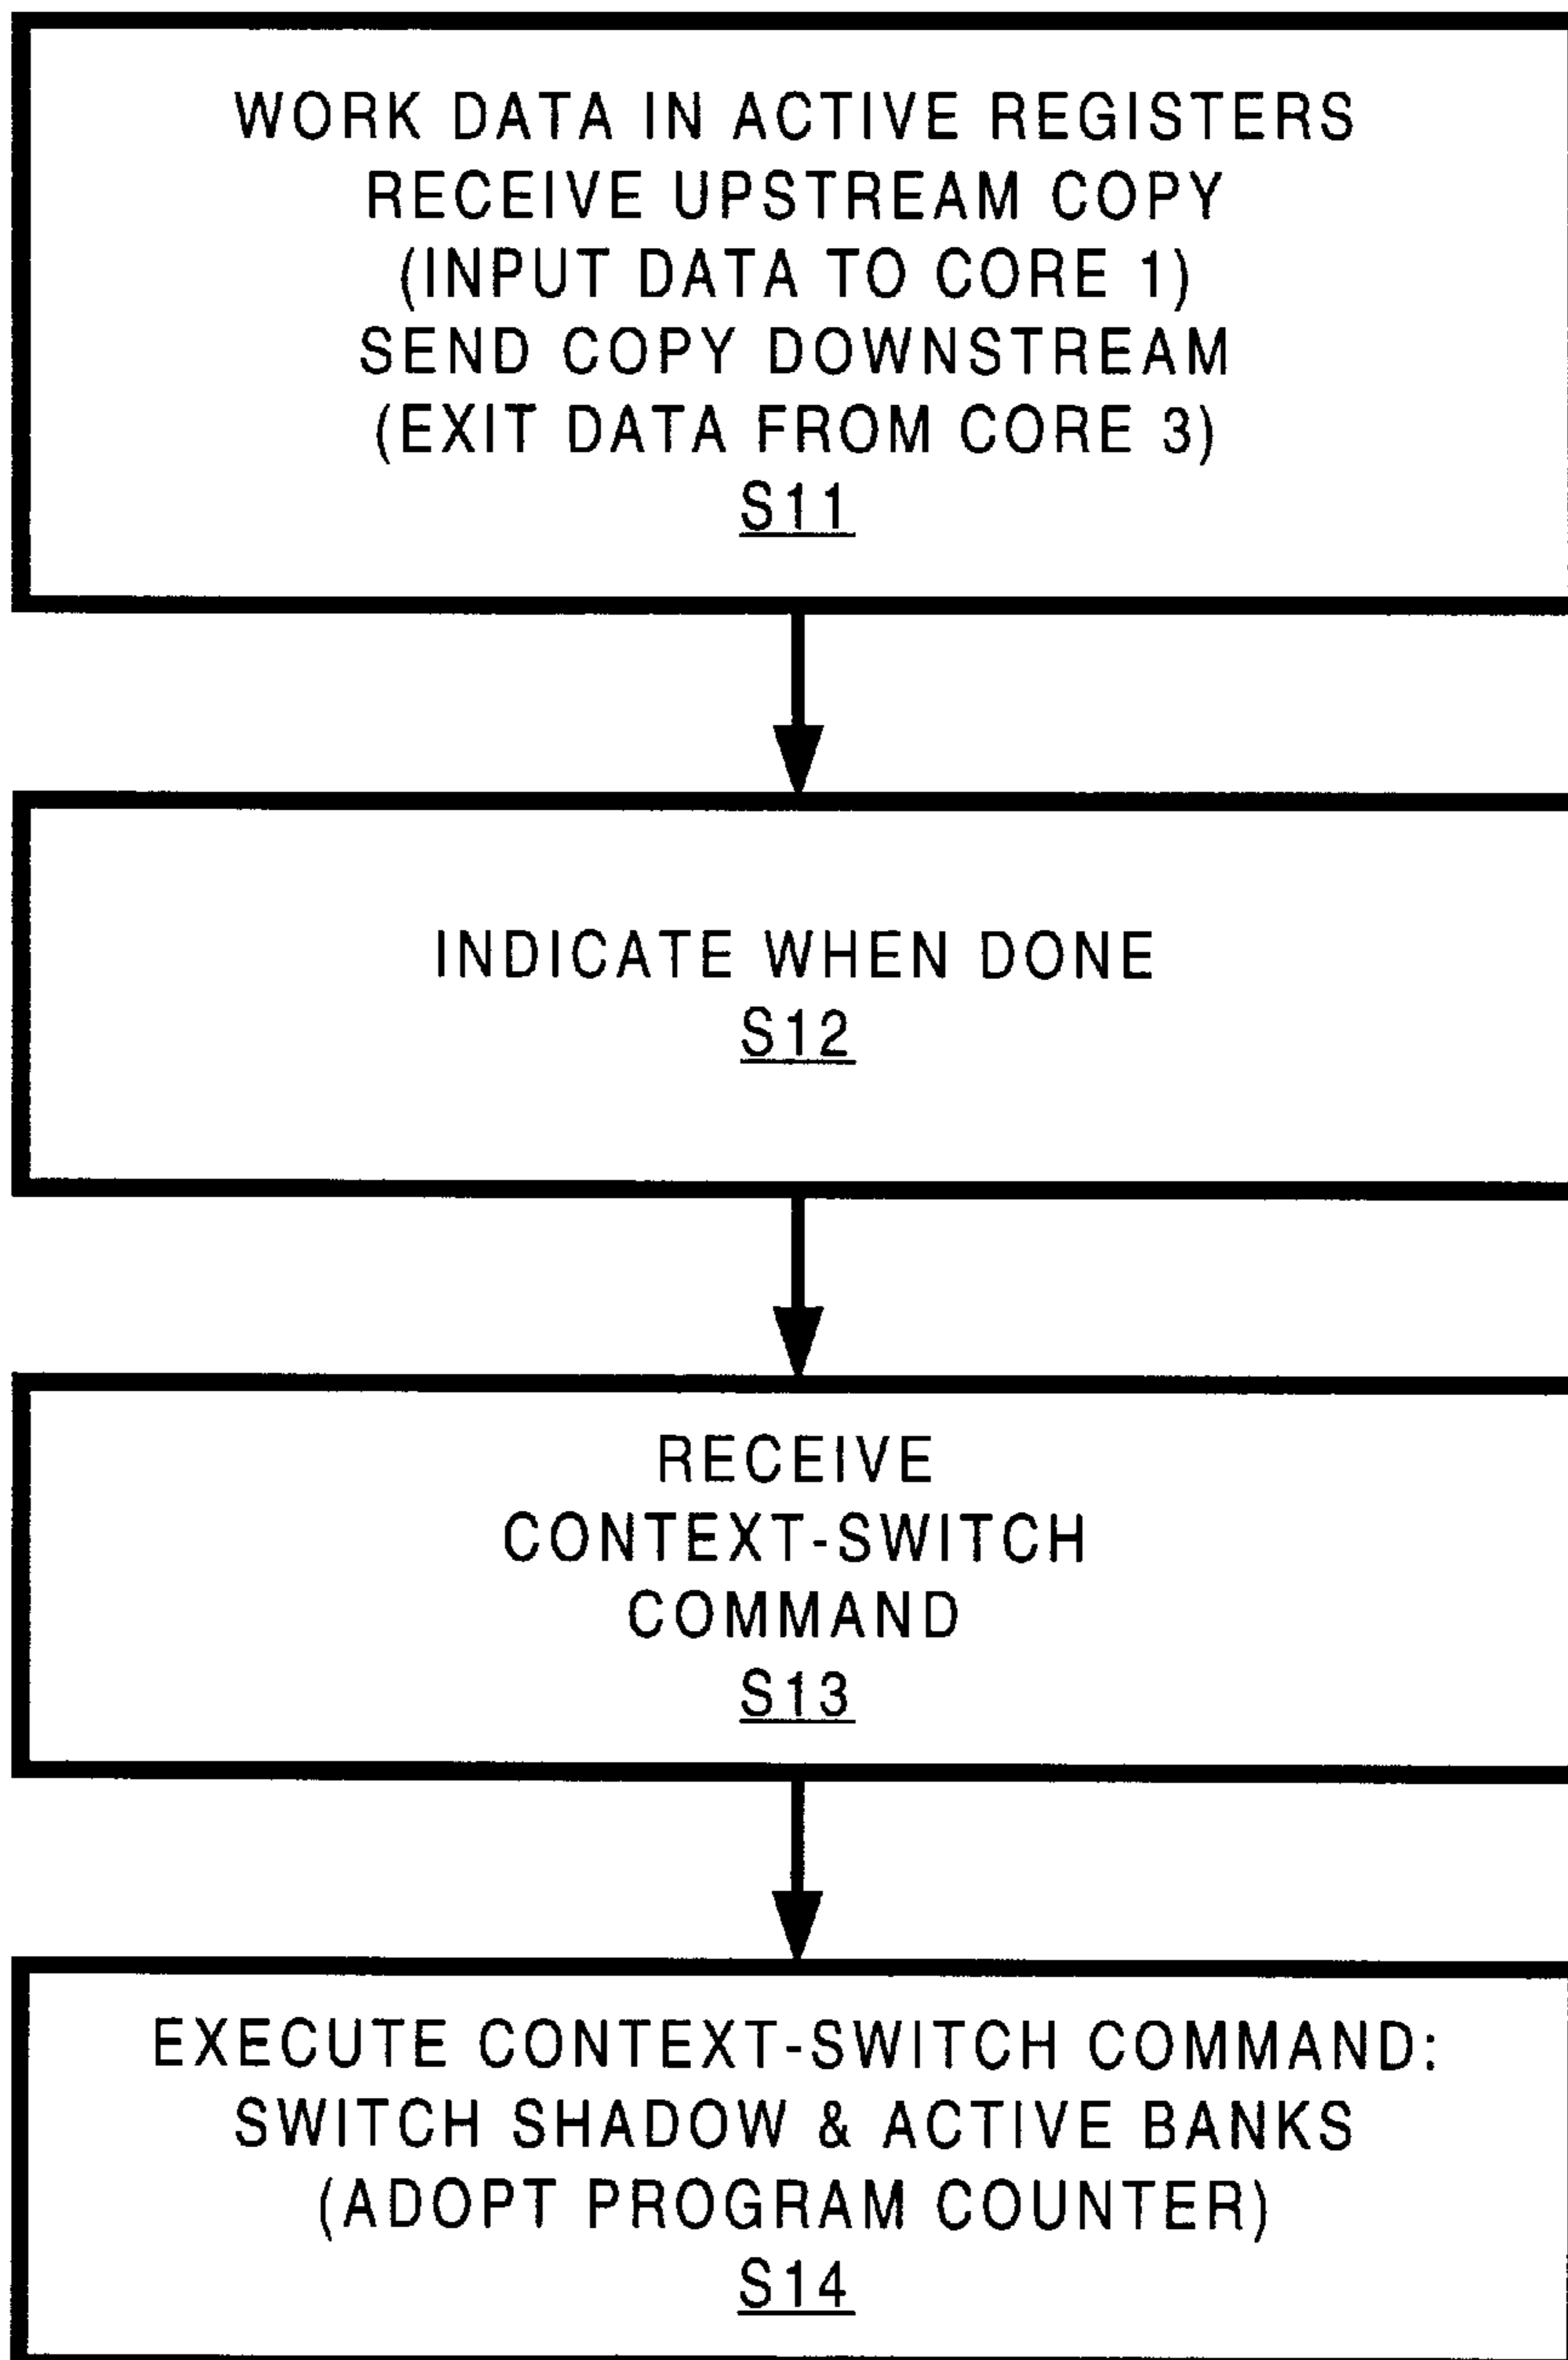 WORK DATA IN ACTIVE REGISTERS
RECEIVE UPSTREAM COPY
(INPUT DATA TO CORE 1)
SEND COPY DOWNSTREAM
(EXIT DATA FROM CORE 3)
S11
INDICATE WHEN DONE
S12
RECEIVE
CONTEXT-SWITCH
COMMAND
S13
EXECUTE CONTEXT-SWITCH COMMAND:
SWITCH SHADOW & ACTIVE BANKS
(ADOPT PROGRAM COUNTER)
S14